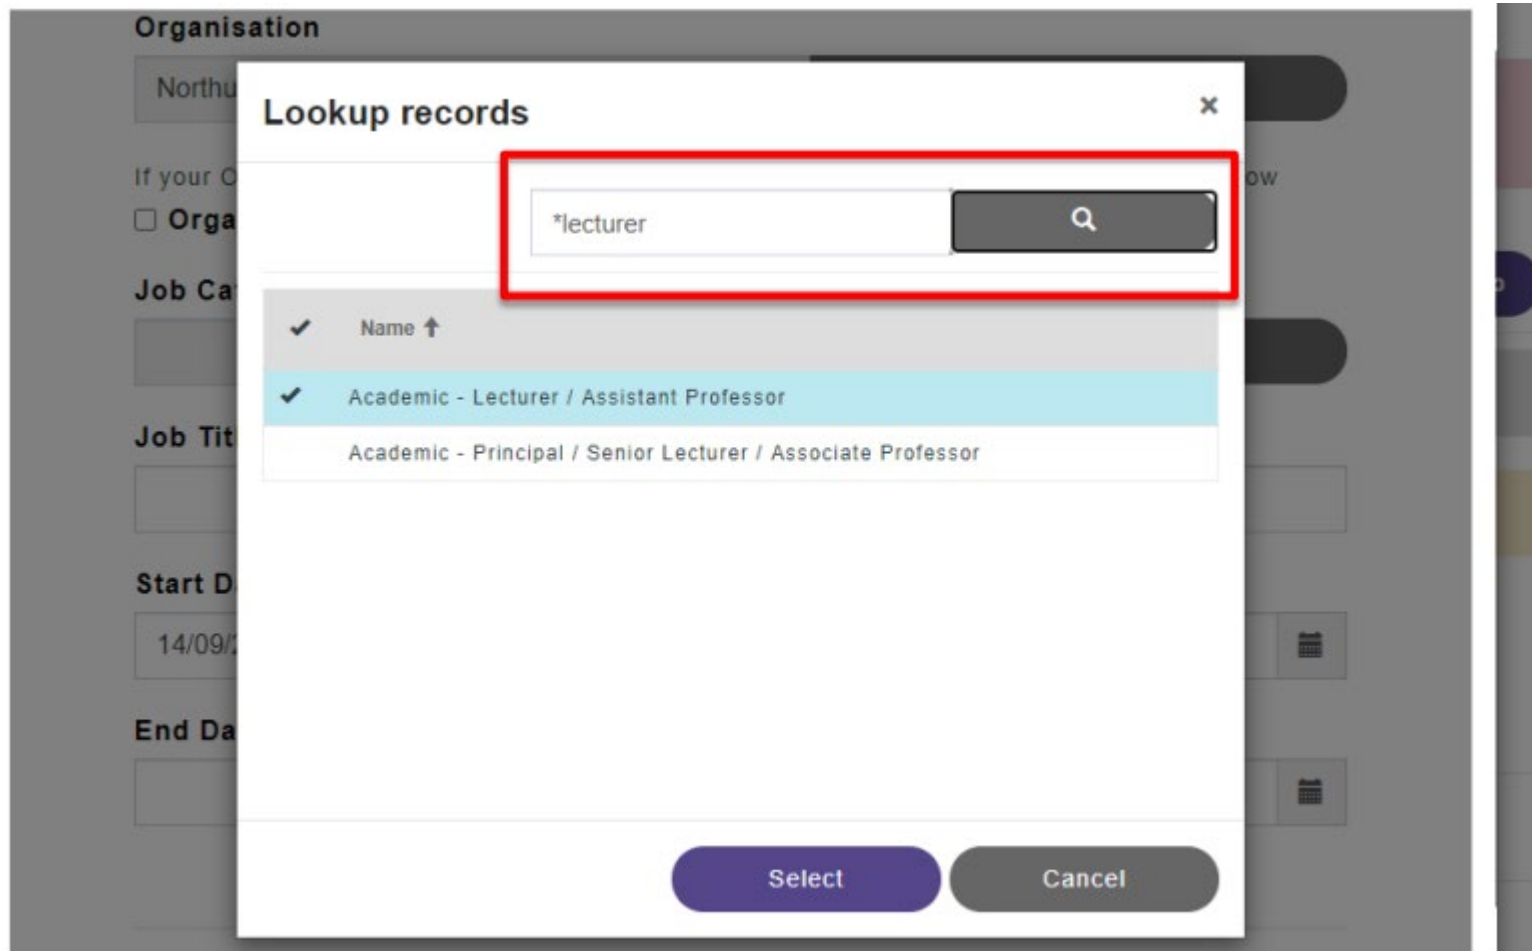 Organisation
Northu
Lookup records
×
If your O
ow
*lecturer
Orga
Job Ca
Name
Academic - Lecturer / Assistant Professor
Job Tit
Academic - Principal / Senior Lecturer / Associate Professor
Start D
14/09/2
End Da
Select
Cancel